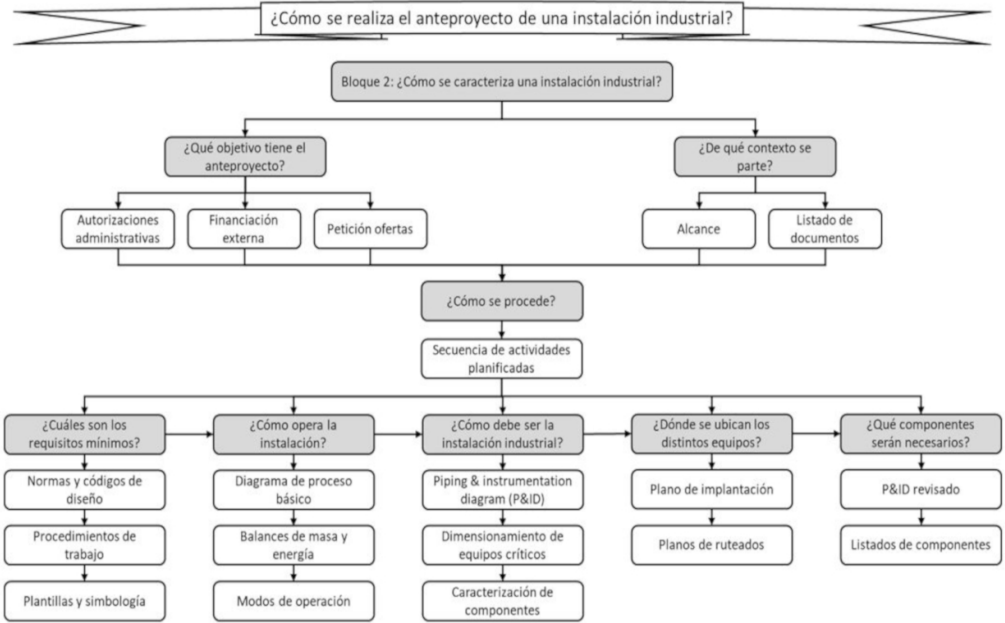 ¿Cómo se realiza el anteproyecto de una instalación industrial?
Bloque 2: ¿Cómo se caracteriza una instalación industrial?
¿Qué objetivo tiene el
anteproyecto?
¿De qué contexto se
parte?
Autorizaciones
administrativas
Financiación
externa
Petición ofertas
Alcance
Listado de
documentos
¿Cómo se procede?
Secuencia de actividades
planificadas
¿Cuáles son los
requisitos mínimos?
¿Cómo opera la
instalación?
¿Cómo debe ser la
instalación industrial?
¿Dónde se ubican los
distintos equipos?
¿Qué componentes
serán necesarios?
Normas y códigos de
diseño
Diagrama de proceso
básico
Piping & instrumentation
diagram (P&ID)
Plano de implantación
P&ID revisado
Procedimientos de
trabajo
Balances de masa y
energía
Dimensionamiento de
equipos críticos
Planos de ruteados
Listados de componentes
Plantillas y simbología
Modos de operación
Caracterización de
componentes